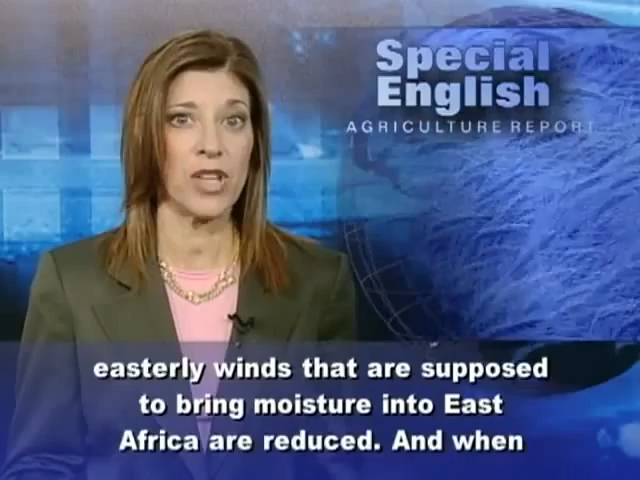 Special
English
AGRICULTURE REPORT
easterly winds that are supposed
to bring moisture into East
Africa are reduced. And when